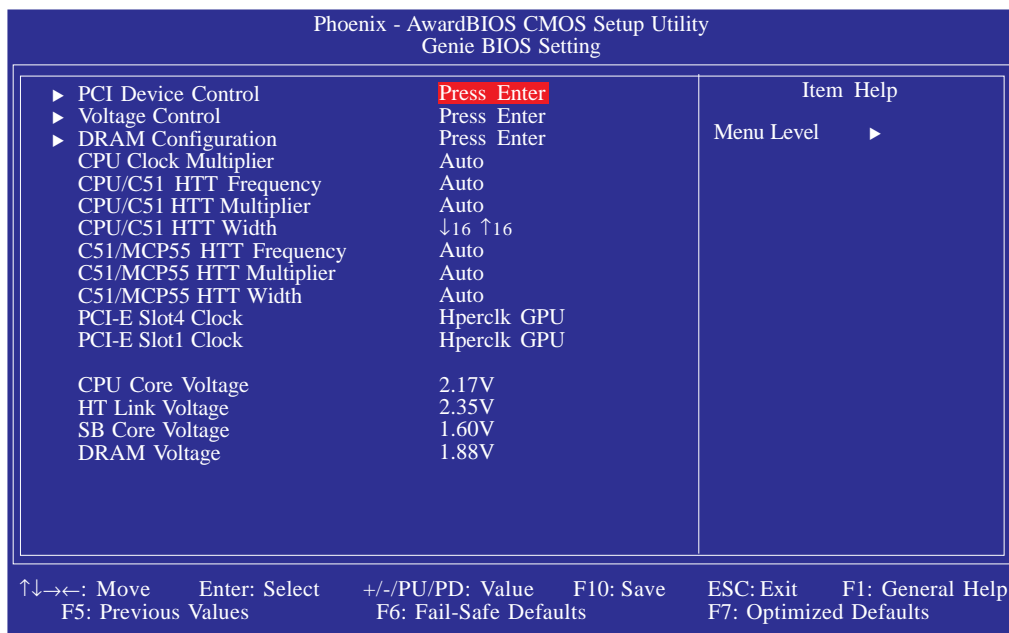 Phoenix - AwardBIOS CMOS Setup Utility
Genie BIOS Setting
▶ PCI Device Control Press Enter
▶ Voltage Control Press Enter
▶ DRAM Configuration Press Enter
CPU Clock Multiplier Auto
CPU/C51 HTT Frequency Auto
CPU/C51 HTT Multiplier Auto
CPU/C51 HTT Width ↓16 ↑16
C51/MCP55 HTT Frequency Auto
C51/MCP55 HTT Multiplier Auto
C51/MCP55 HTT Width Auto
PCI-E Slot4 Clock Hperclk GPU
PCI-E Slot1 Clock Hperclk GPU
CPU Core Voltage 2.17V
HT Link Voltage 2.35V
SB Core Voltage 1.60V
DRAM Voltage 1.88V
Item Help
Menu Level ▶
↑↓→←: Move Enter: Select +/-/PU/PD: Value F10: Save ESC: Exit F1: General Help
F5: Previous Values F6: Fail-Safe Defaults F7: Optimized Defaults